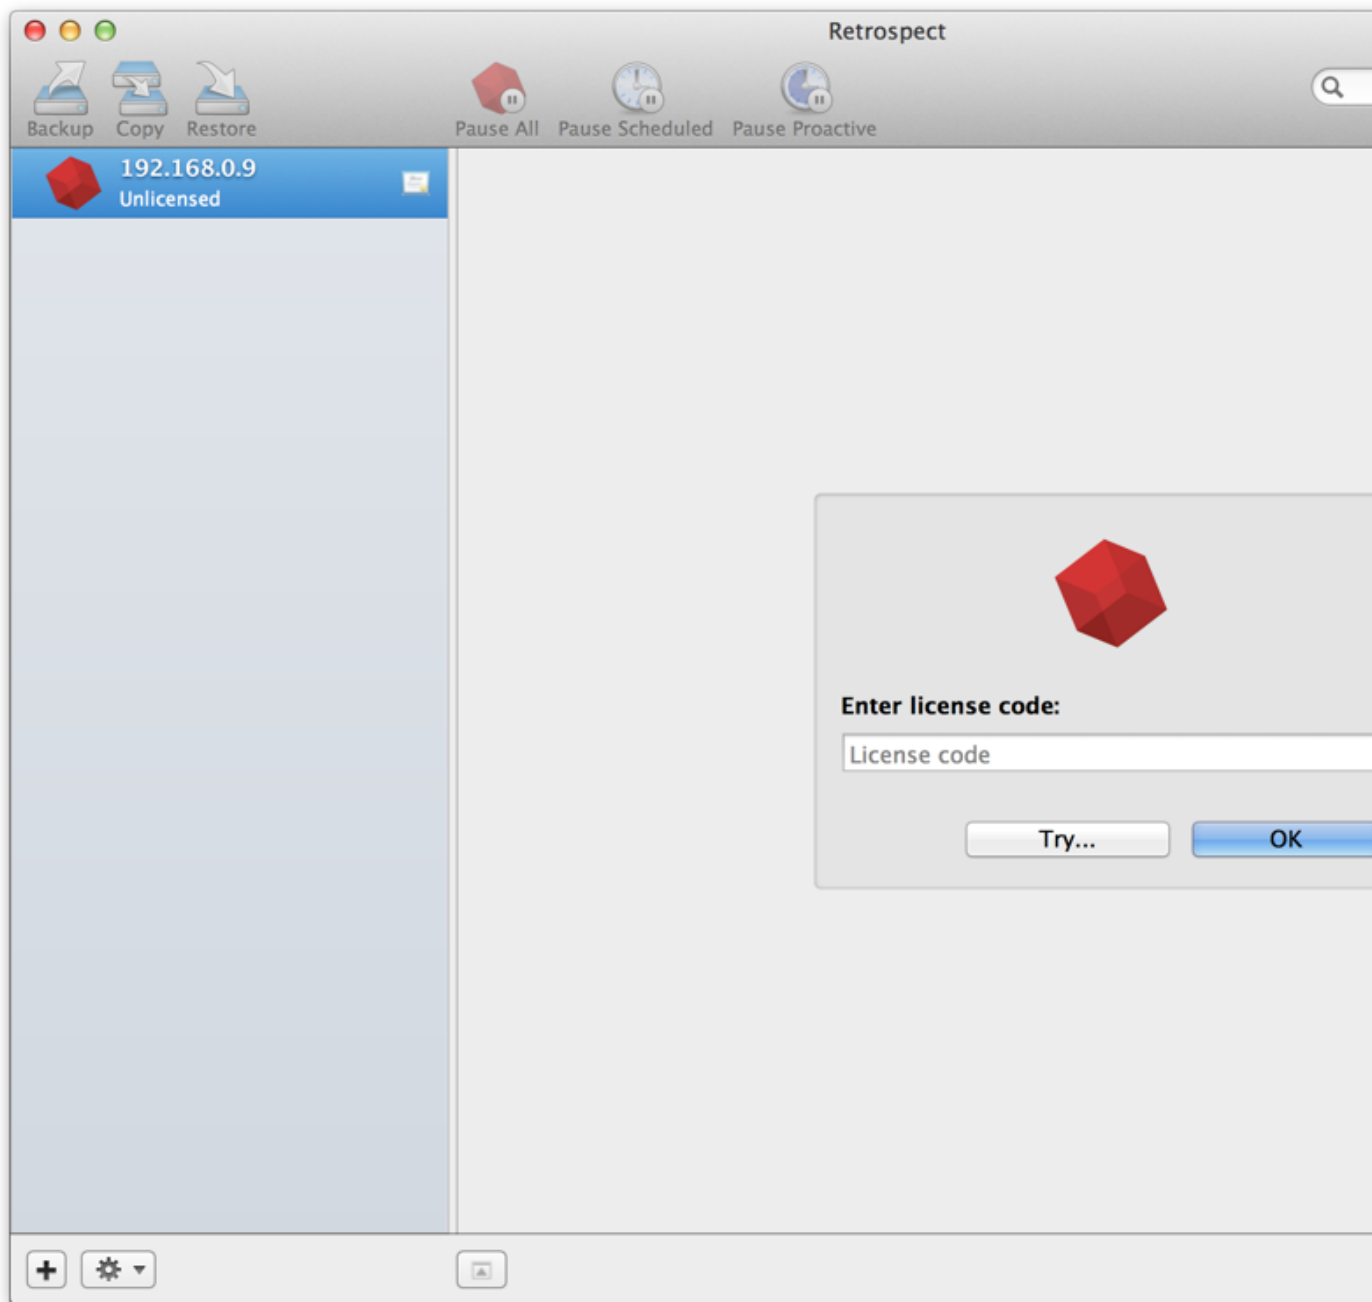 Retrospect
Backup Copy Restore Pause All Pause Scheduled Pause Proactive
192.168.0.9
Unlicensed
Enter license code:
License code
Try... OK